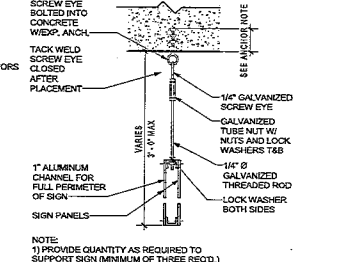 SCREW EYE
BOLTED INTO
CONCRETE
W/EXP. ANCH.
TACK WELD
SCREW EYE
CLOSED
AFTER
PLACEMENT
ORS
SEE ANCHOR NOTE
VARIES
3'-0" MAX
1/4" GALVANIZED
SCREW EYE
GALVANIZED
TUBE NUT W/
NUTS AND LOCK
WASHERS T&B
1/4" Ø
GALVANIZED
THREADED ROD
LOCK WASHER
BOTH SIDES
1" ALUMINUM
CHANNEL FOR
FULL PERIMETER
OF SIGN
SIGN PANELS
NOTE:
1) PROVIDE QUANTITY AS REQUIRED TO
SUPPORT SIGN (MINIMUM OF THREE REQ'D.)